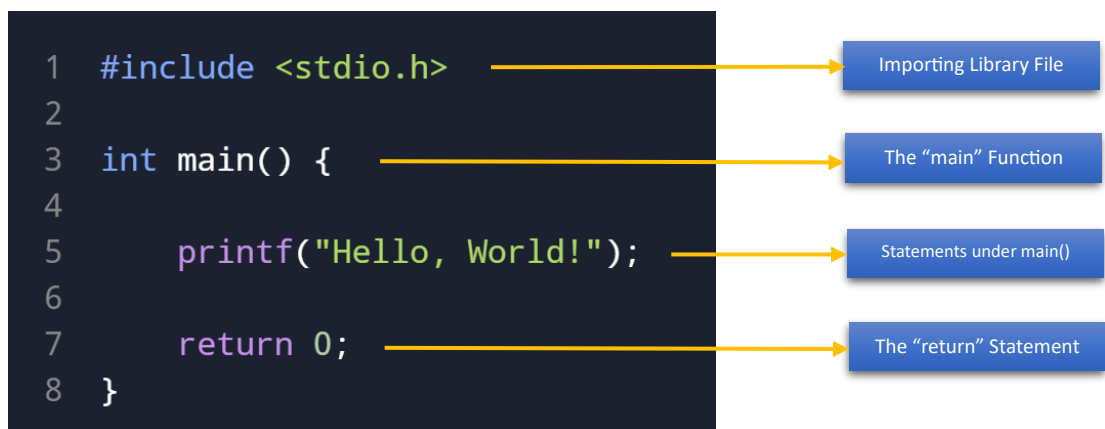 1 #include <stdio.h>
Importing Library File
2
3 int main() {
The “main” Function
4
5     printf("Hello, World!");
Statements under main()
6
7     return 0;
The “return” Statement
8 }